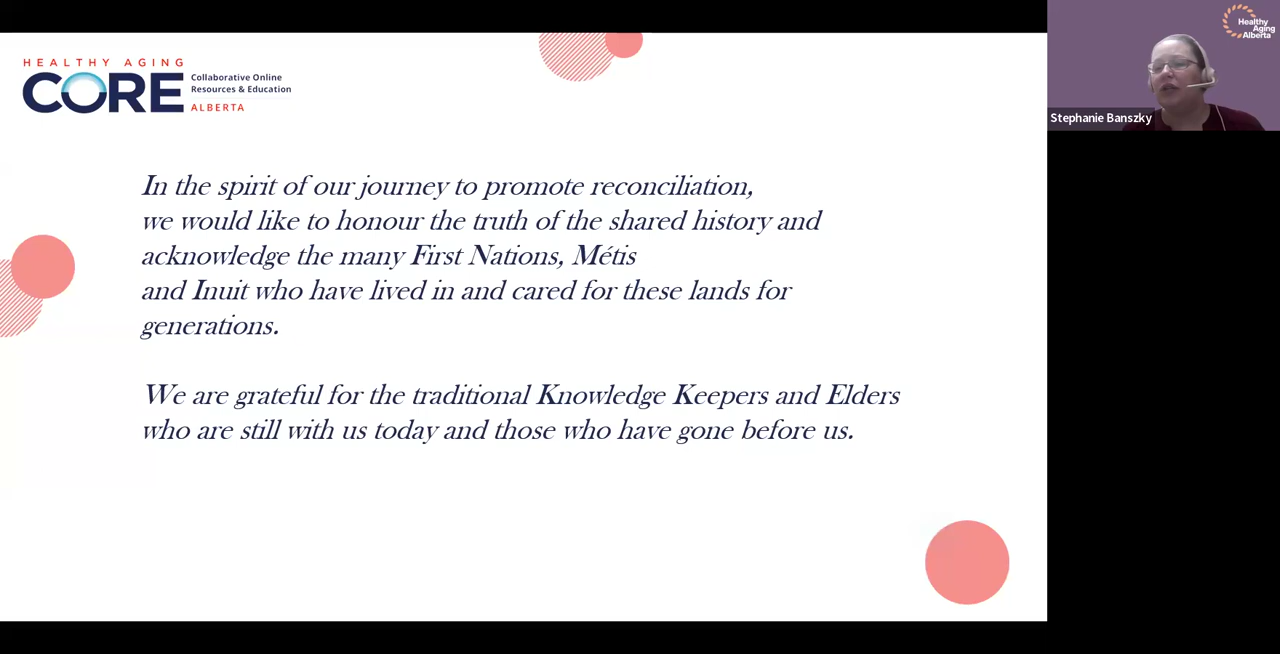 HEALTHY AGING
CORE
Collaborative Online
Resources & Education
ALBERTA
In the spirit of our journey to promote reconciliation,
we would like to honour the truth of the shared history and
acknowledge the many First Nations, Métis
and Inuit who have lived in and cared for these lands for
generations.
We are grateful for the traditional Knowledge Keepers and Elders
who are still with us today and those who have gone before us.
Healthy
Aging
Alberta
Stephanie Banszky